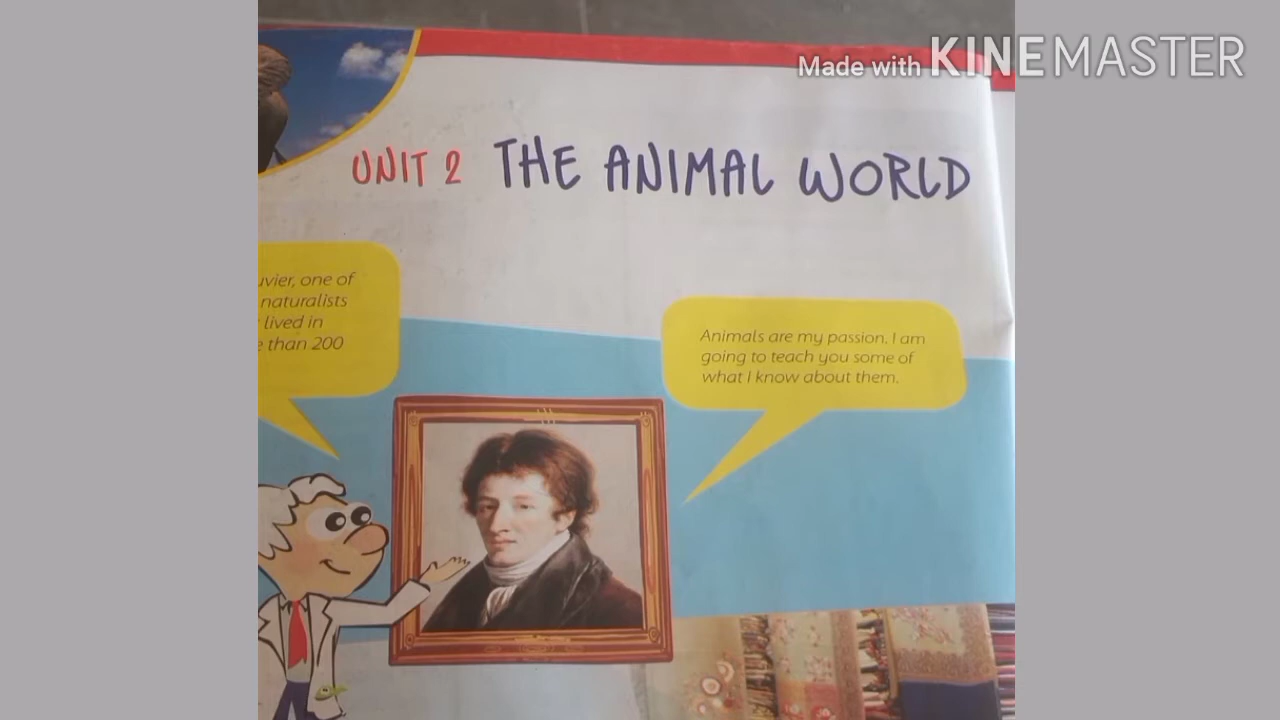 Made with KINEMASTER
UNIT 2 THE ANIMAL WORLD
uvier, one of
naturalists
lived in
e than 200
Animals are my passion. I am
going to teach you some of
what I know about them.